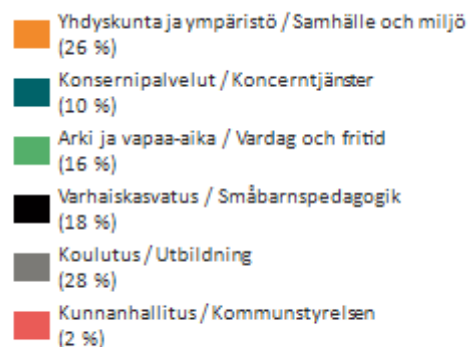 Yhdyskunta ja ympäristö / Samhälle och miljö
(26 %)
Konsernipalvelut / Koncerntjänster
(10 %)
Arki ja vapaa-aika / Vardag och fritid
(16 %)
Varhaiskasvatus / Småbarnspedagogik
(18 %)
Koulutus / Utbildning
(28 %)
Kunnanhallitus / Kommunstyrelsen
(2 %)